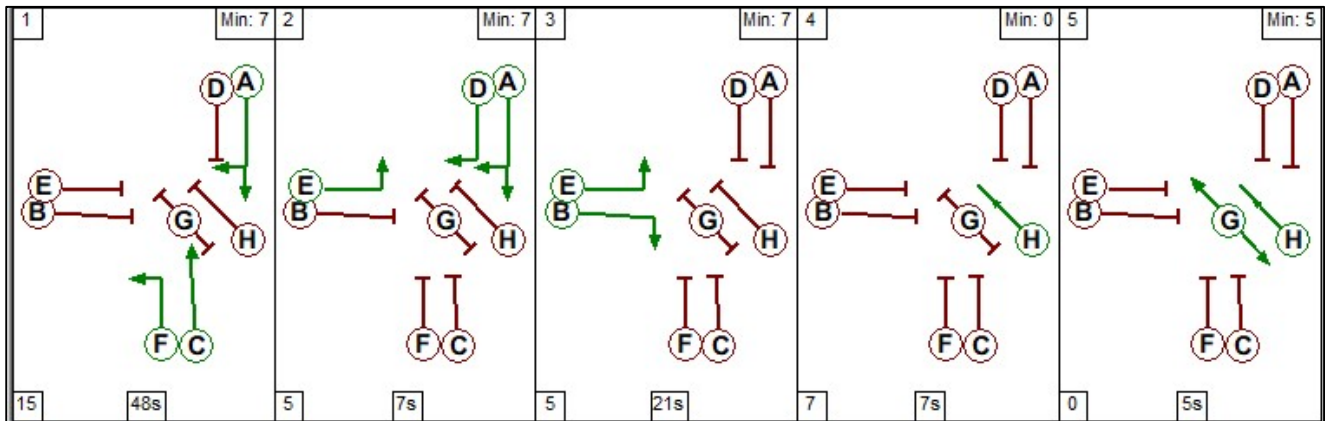 1 Min: 7 2 Min: 7 3 Min: 7 4 Min: 0 5 Min: 5
D A D A D A D A D A
E E E E E
B G H B G H B G H B G H B G H
F C F C F C F C F C
15 48s 5 7s 5 21s 7 7s 0 5s